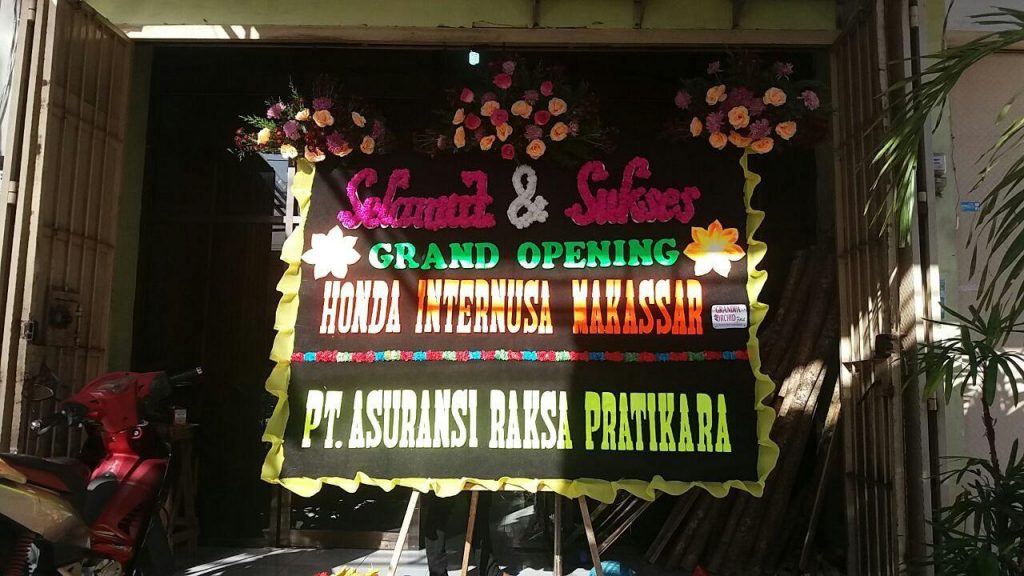 Selamat & Sukses
GRAND OPENING
HONDA INTERNUSA MAKASSAR
PT. ASURANSI RAKSA PRATIKARA